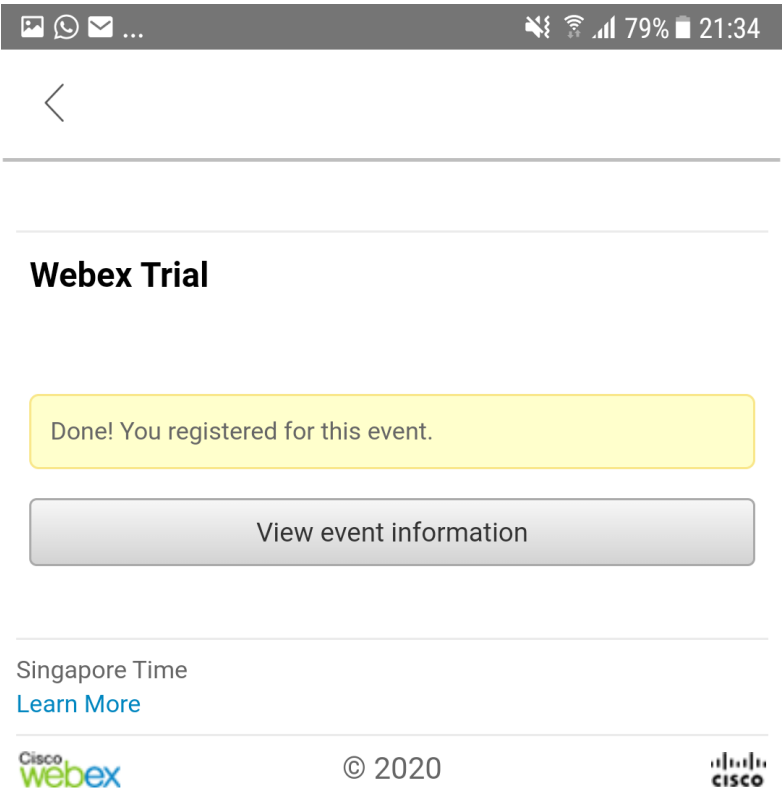 ... 79% 21:34
Webex Trial
Done! You registered for this event.
View event information
Singapore Time
Learn More
Cisco webex © 2020 cisco